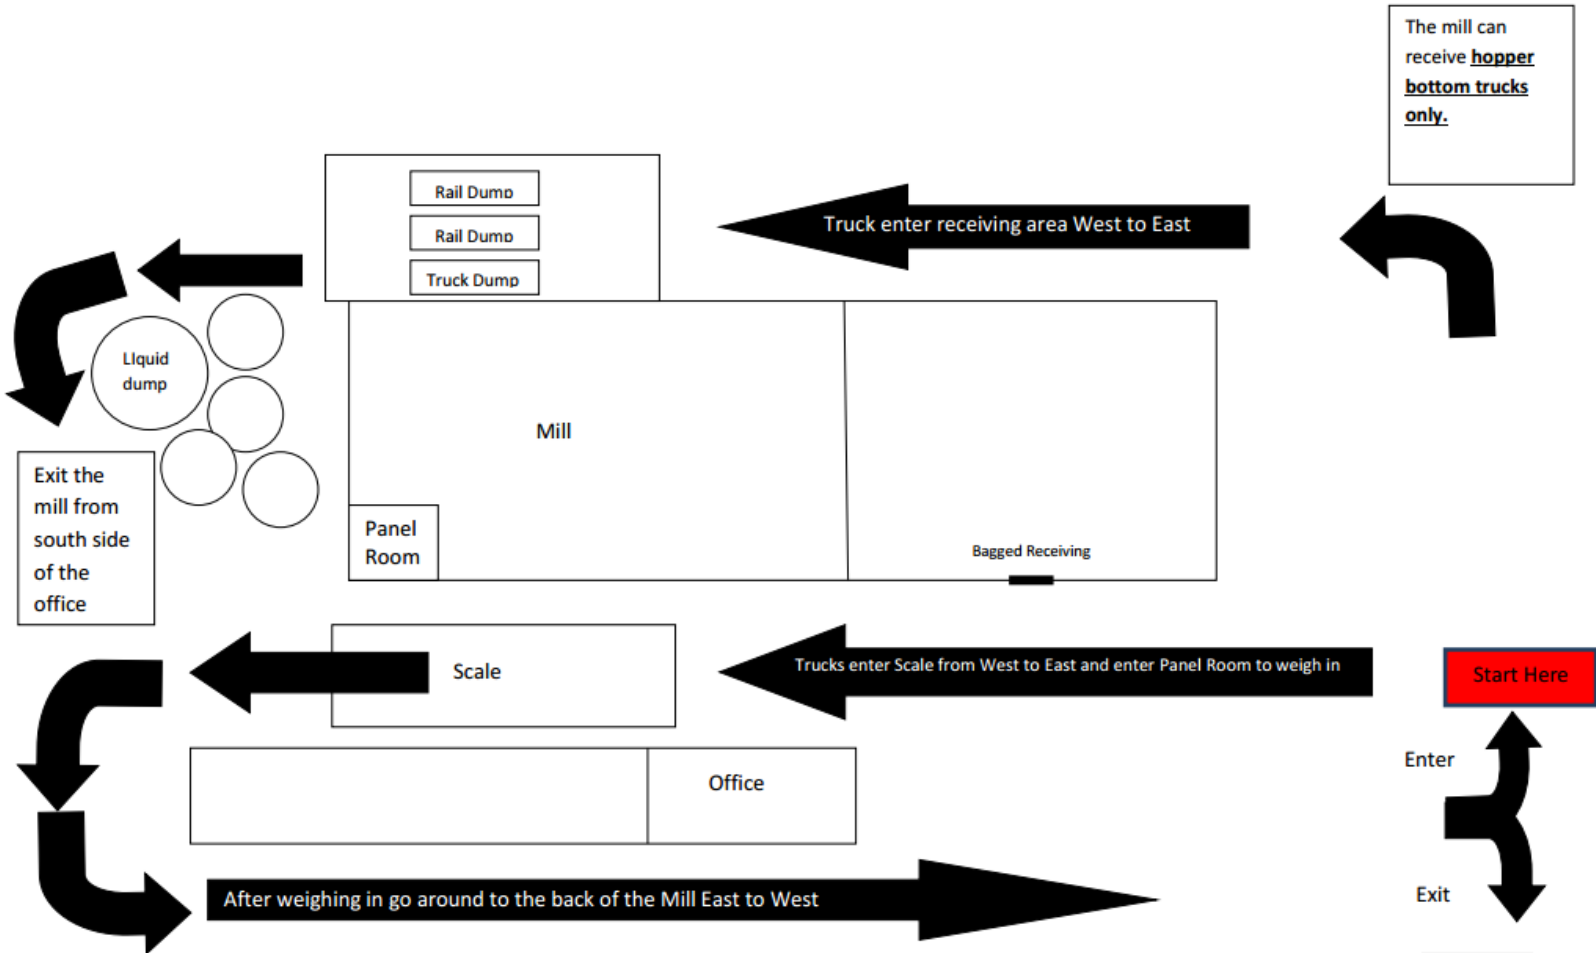 The mill can
receive hopper
bottom trucks
only.
Rail Dump
Rail Dump
Truck Dump
Truck enter receiving area West to East
LIquid
dump
Mill
Exit the
mill from
south side
of the
office
Panel
Room
Bagged Receiving
Scale
Trucks enter Scale from West to East and enter Panel Room to weigh in
Start Here
Enter
Office
After weighing in go around to the back of the Mill East to West
Exit